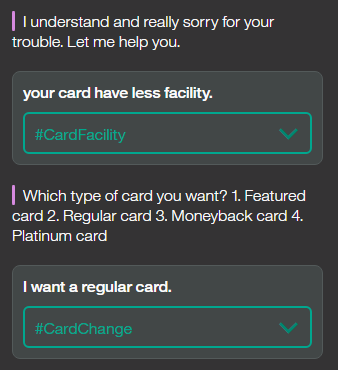 I understand and really sorry for your
trouble. Let me help you.
your card have less facility.
#CardFacility
Which type of card you want? 1. Featured
card 2. Regular card 3. Moneyback card 4.
Platinum card
I want a regular card.
#CardChange